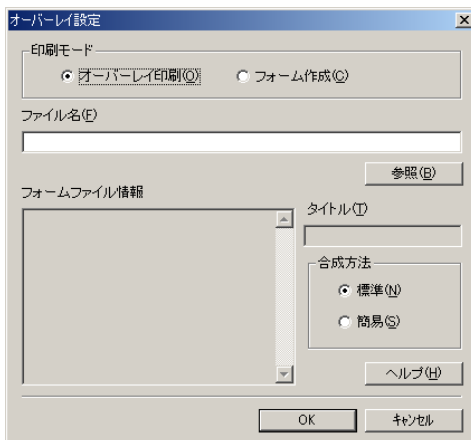 オーバーレイ設定
印刷モード
オーバーレイ印刷(O)
フォーム作成(C)
ファイル名(F)
参照(B)
フォームファイル情報
タイトル(T)
合成方法
標準(N)
簡易(S)
ヘルプ(H)
OK
キャンセル